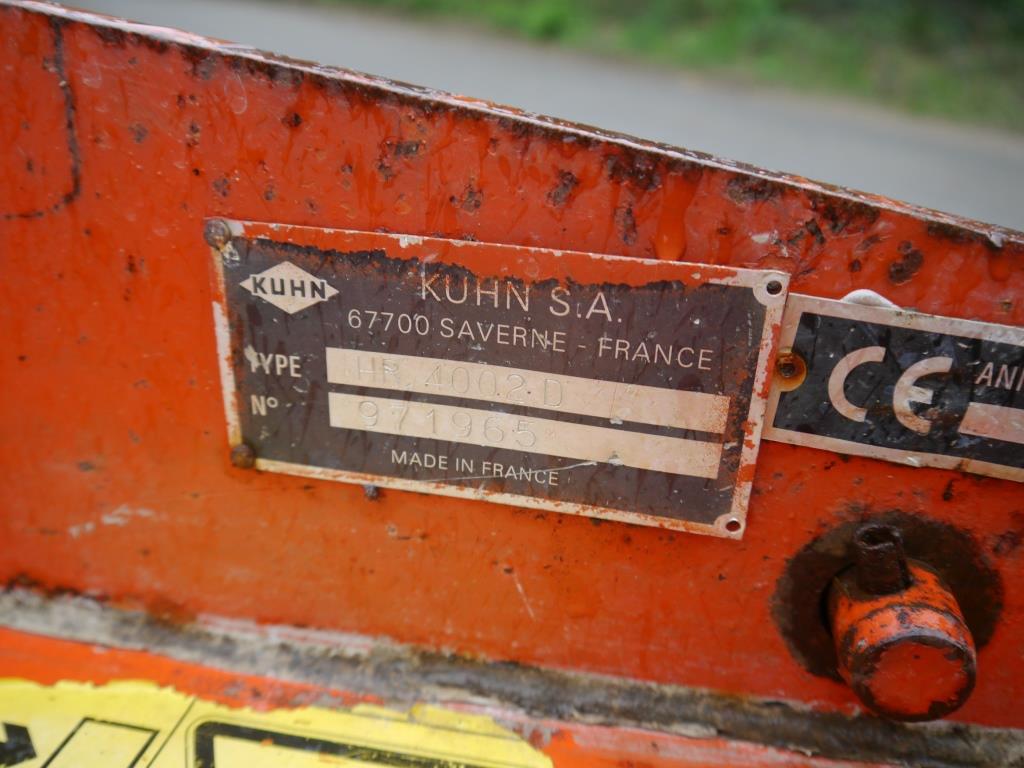 KUHN
KUHN S.A.
67700 SAVERNE - FRANCE
TYPE HR. 4002.D
N° 971965
MADE IN FRANCE
CE